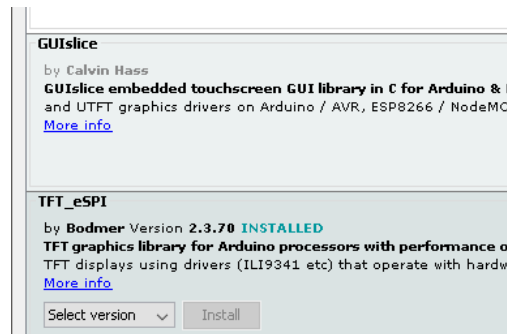 GUIslice
by Calvin Hass
GUIslice embedded touchscreen GUI library in C for Arduino &
and UTFT graphics drivers on Arduino / AVR, ESP8266 / NodeMC
More info
TFT_eSPI
by Bodmer Version 2.3.70 INSTALLED
TFT graphics library for Arduino processors with performance o
TFT displays using drivers (ILI9341 etc) that operate with hardw
More info
Select version Install